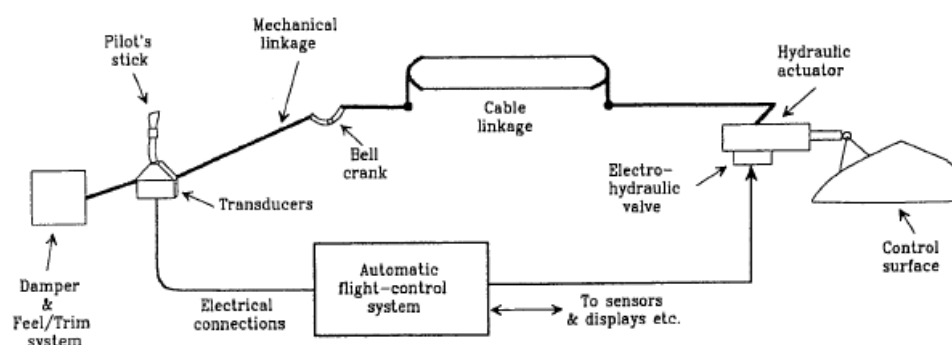 Pilot's
stick
Mechanical
linkage
Hydraulic
actuator
Cable
linkage
Bell
crank
Electro-
hydraulic
valve
Transducers
Control
surface
Damper
&
Feel/Trim
system
Electrical
connections
Automatic
flight-control
system
To sensors
& displays etc.